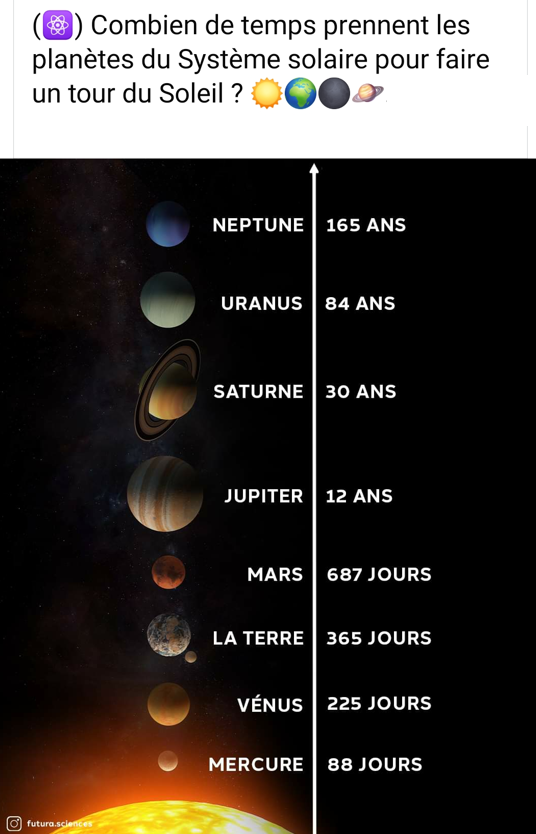 (⚛️) Combien de temps prennent les
planètes du Système solaire pour faire
un tour du Soleil ? ☀️🌍🌑🪐
NEPTUNE 165 ANS
URANUS 84 ANS
SATURNE 30 ANS
JUPITER 12 ANS
MARS 687 JOURS
LA TERRE 365 JOURS
VÉNUS 225 JOURS
MERCURE 88 JOURS
futura.sciences